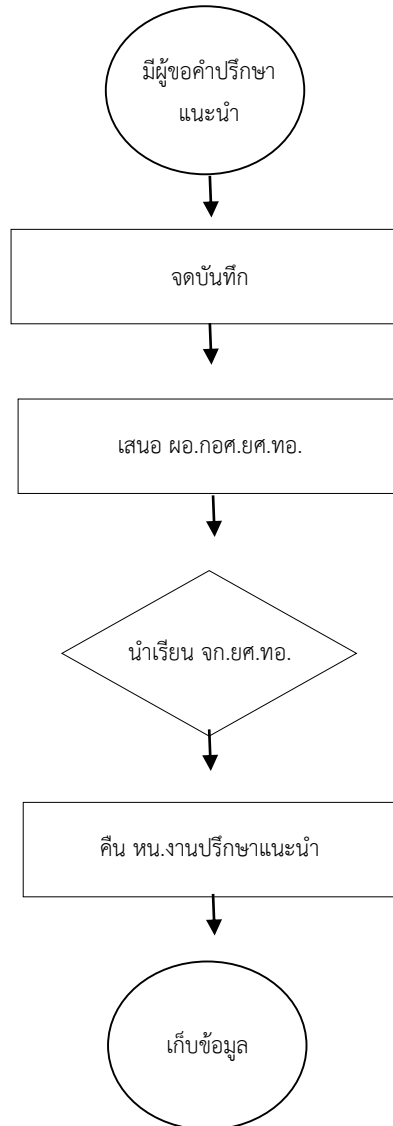 มีผู้ขอคำปรึกษา
แนะนำ
จดบันทึก
เสนอ ผอ.กอศ.ยศ.ทอ.
นำเรียน จก.ยศ.ทอ.
คืน หน.งานปรึกษาแนะนำ
เก็บข้อมูล